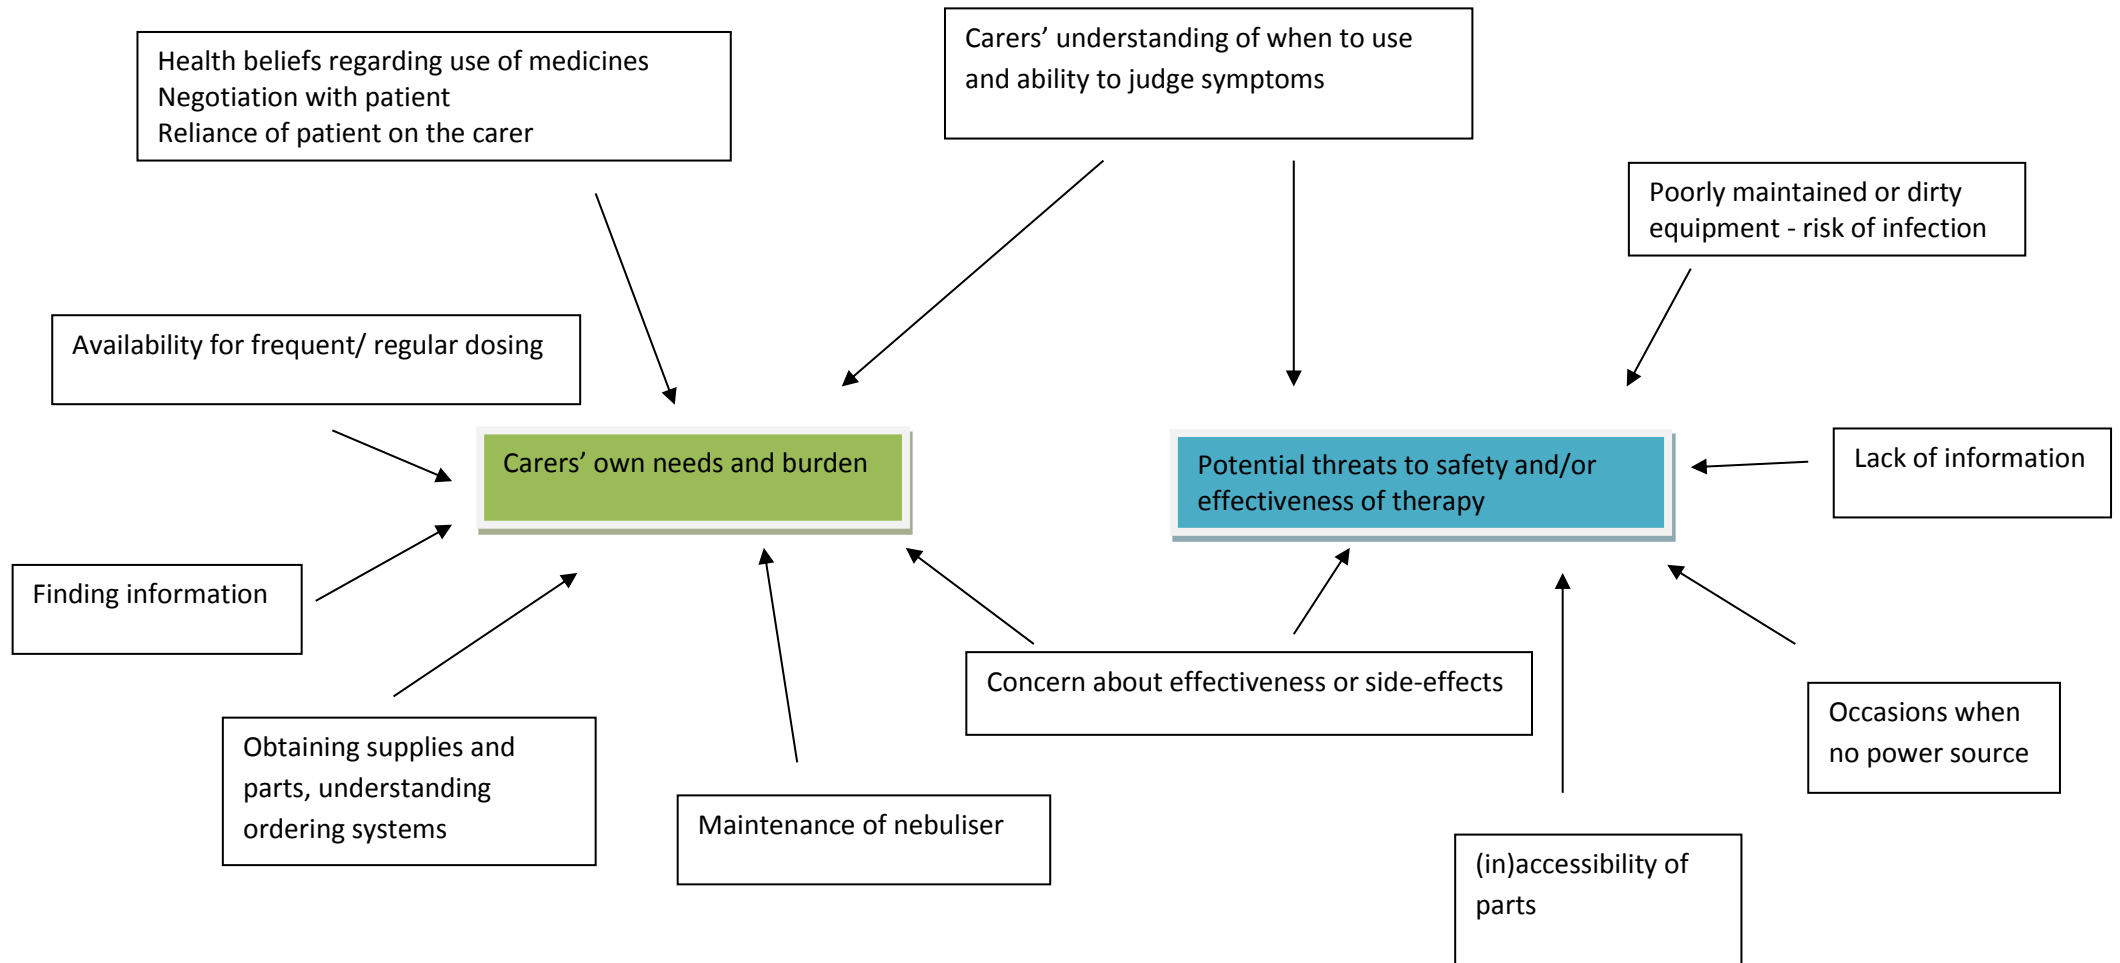 Health beliefs regarding use of medicines
Negotiation with patient
Reliance of patient on the carer
Carers’ understanding of when to use
and ability to judge symptoms
Poorly maintained or dirty
equipment - risk of infection
Availability for frequent/ regular dosing
Carers’ own needs and burden
Potential threats to safety and/or
effectiveness of therapy
Lack of information
Finding information
Concern about effectiveness or side-effects
Obtaining supplies and
parts, understanding
ordering systems
Maintenance of nebuliser
Occasions when
no power source
(in)accessibility of
parts